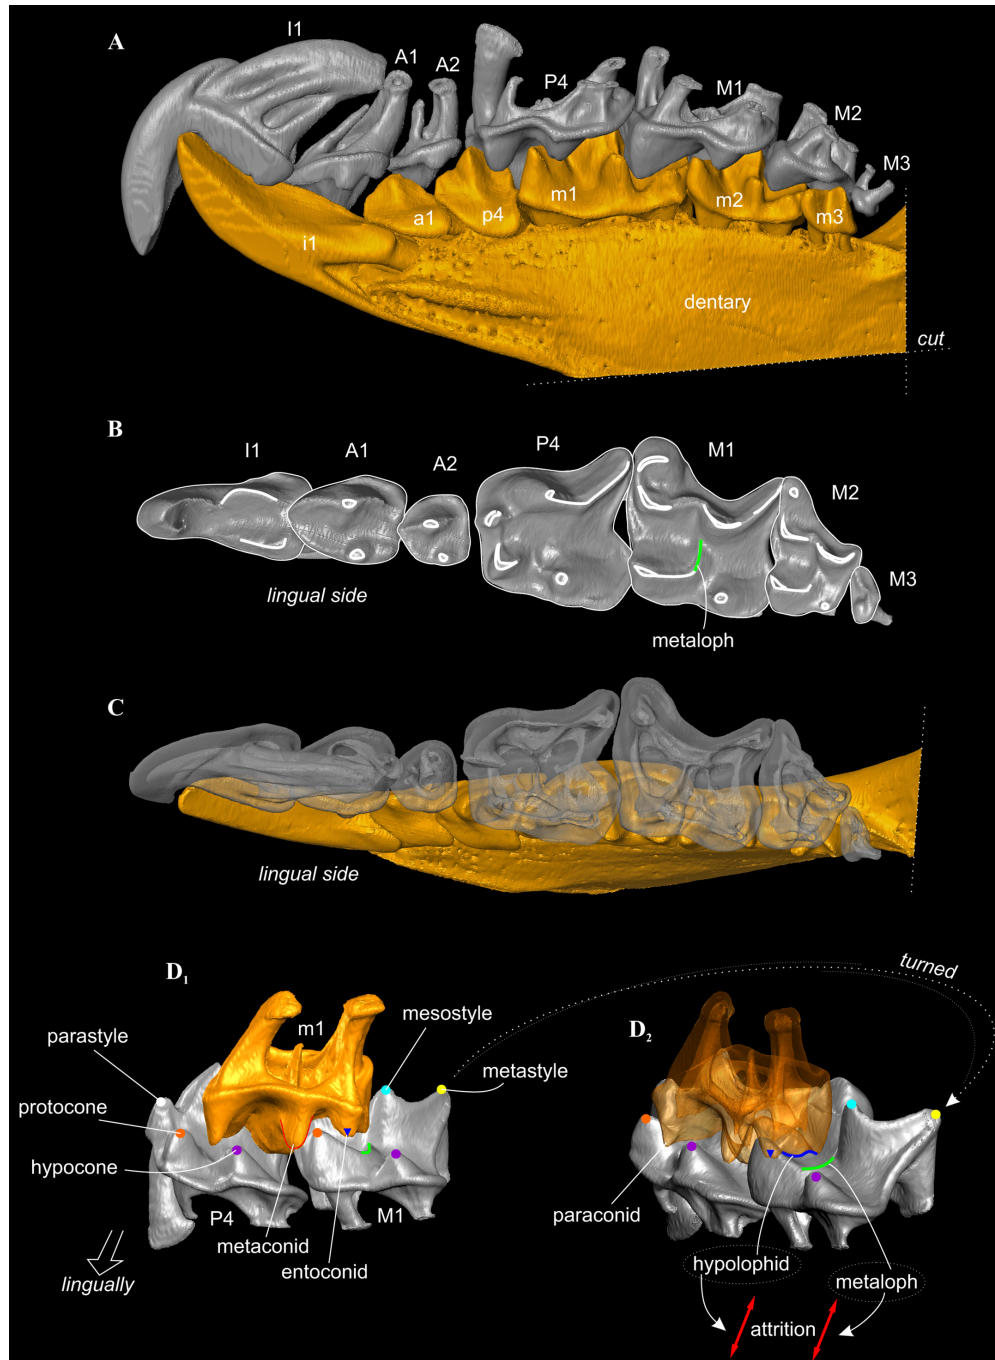 A
I1
A1
A2
P4
M1
M2
M3
a1
p4
m1
m2
m3
i1
dentary
cut
B
I1
A1
A2
P4
M1
M2
M3
lingual side
metaloph
C
lingual side
D1
turned
m1
mesostyle
D2
parastyle
metastyle
protocone
hypocone
P4
M1
metaconid
entoconid
lingually
paraconid
hypolophid
metaloph
attrition